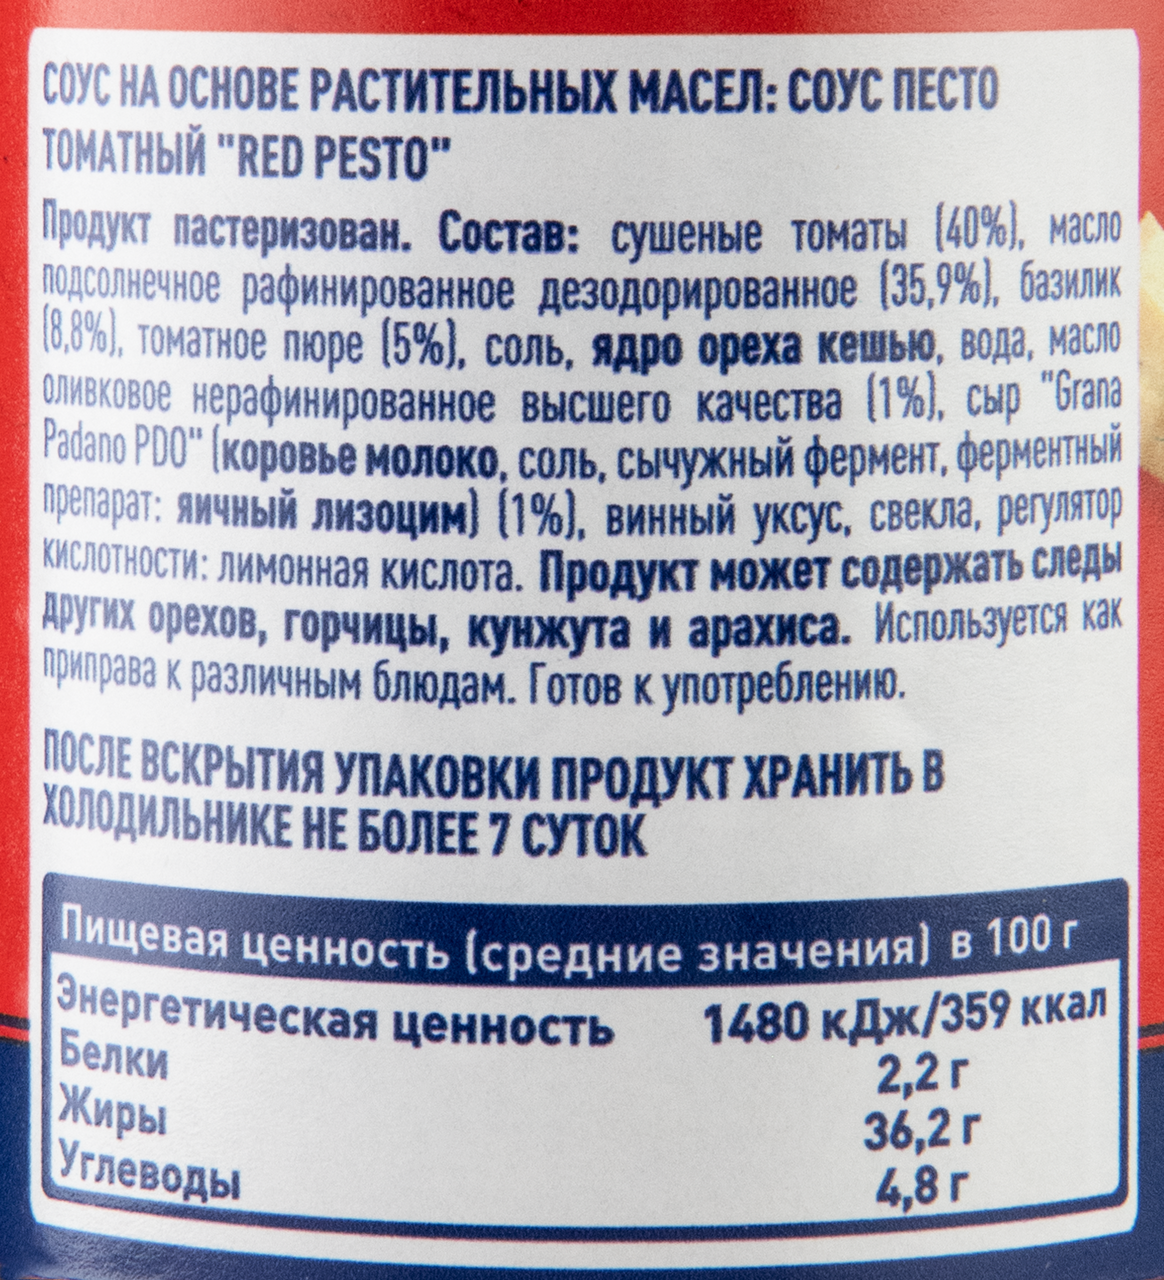 СОУС НА ОСНОВЕ РАСТИТЕЛЬНЫХ МАСЕЛ: СОУС ПЕСТО
ТОМАТНЫЙ "RED PESTO"
Продукт пастеризован. Состав: сушеные томаты (40%), масло
подсолнечное рафинированное дезодорированное (35,9%), базилик
(8,8%), томатное пюре (5%), соль, ядро ореха кешью, вода, масло
оливковое нерафинированное высшего качества (1%), сыр "Grana
Padano PDO" (коровье молоко, соль, сычужный фермент, ферментный
препарат: яичный лизоцим) (1%), винный уксус, свекла, регулятор
кислотности: лимонная кислота. Продукт может содержать следы
других орехов, горчицы, кунжута и арахиса. Используется как
приправа к различным блюдам. Готов к употреблению.
ПОСЛЕ ВСКРЫТИЯ УПАКОВКИ ПРОДУКТ ХРАНИТЬ В
ХОЛОДИЛЬНИКЕ НЕ БОЛЕЕ 7 СУТОК
Пищевая ценность (средние значения) в 100 г
Энергетическая ценность 1480 кДж/359 ккал
Белки 2,2 г
Жиры 36,2 г
Углеводы 4,8 г